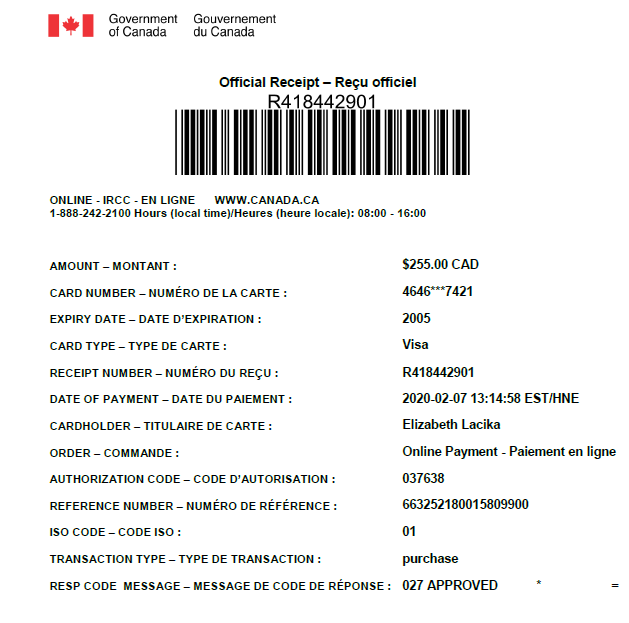 Government Gouvernement
of Canada du Canada
Official Receipt – Reçu officiel
R418442901
ONLINE - IRCC - EN LIGNE WWW.CANADA.CA
1-888-242-2100 Hours (local time)/Heures (heure locale): 08:00 - 16:00
AMOUNT – MONTANT : $255.00 CAD
CARD NUMBER – NUMÉRO DE LA CARTE : 4646***7421
EXPIRY DATE – DATE D'EXPIRATION : 2005
CARD TYPE – TYPE DE CARTE : Visa
RECEIPT NUMBER – NUMÉRO DU REÇU : R418442901
DATE OF PAYMENT – DATE DU PAIEMENT : 2020-02-07 13:14:58 EST/HNE
CARDHOLDER – TITULAIRE DE CARTE : Elizabeth Lacika
ORDER – COMMANDE : Online Payment - Paiement en ligne
AUTHORIZATION CODE – CODE D'AUTORISATION : 037638
REFERENCE NUMBER – NUMÉRO DE RÉFÉRENCE : 663252180015809900
ISO CODE – CODE ISO : 01
TRANSACTION TYPE – TYPE DE TRANSACTION : purchase
RESP CODE MESSAGE – MESSAGE DE CODE DE RÉPONSE : 027 APPROVED * =